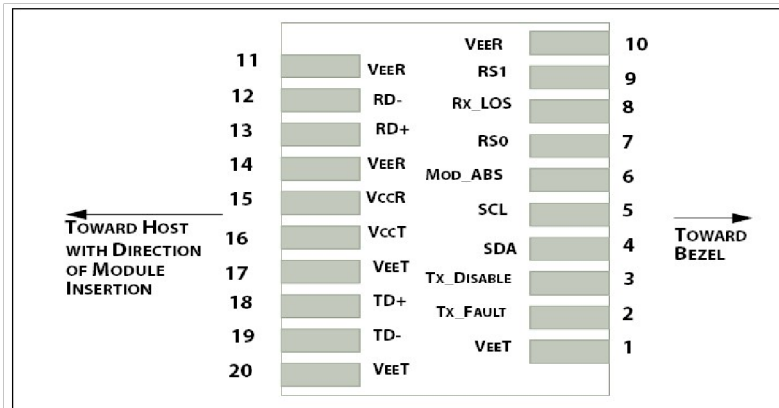 11 VEER
12 RD-
13 RD+
14 VEER
15 VCCR
16 VCCT
17 VEET
18 TD+
19 TD-
20 VEET
VEER 10
RS1 9
RX_LOS 8
RS0 7
MOD_ABS 6
SCL 5
SDA 4
TX_DISABLE 3
TX_FAULT 2
VEET 1
TOWARD HOST
WITH DIRECTION
OF MODULE
INSERTION
TOWARD
BEZEL